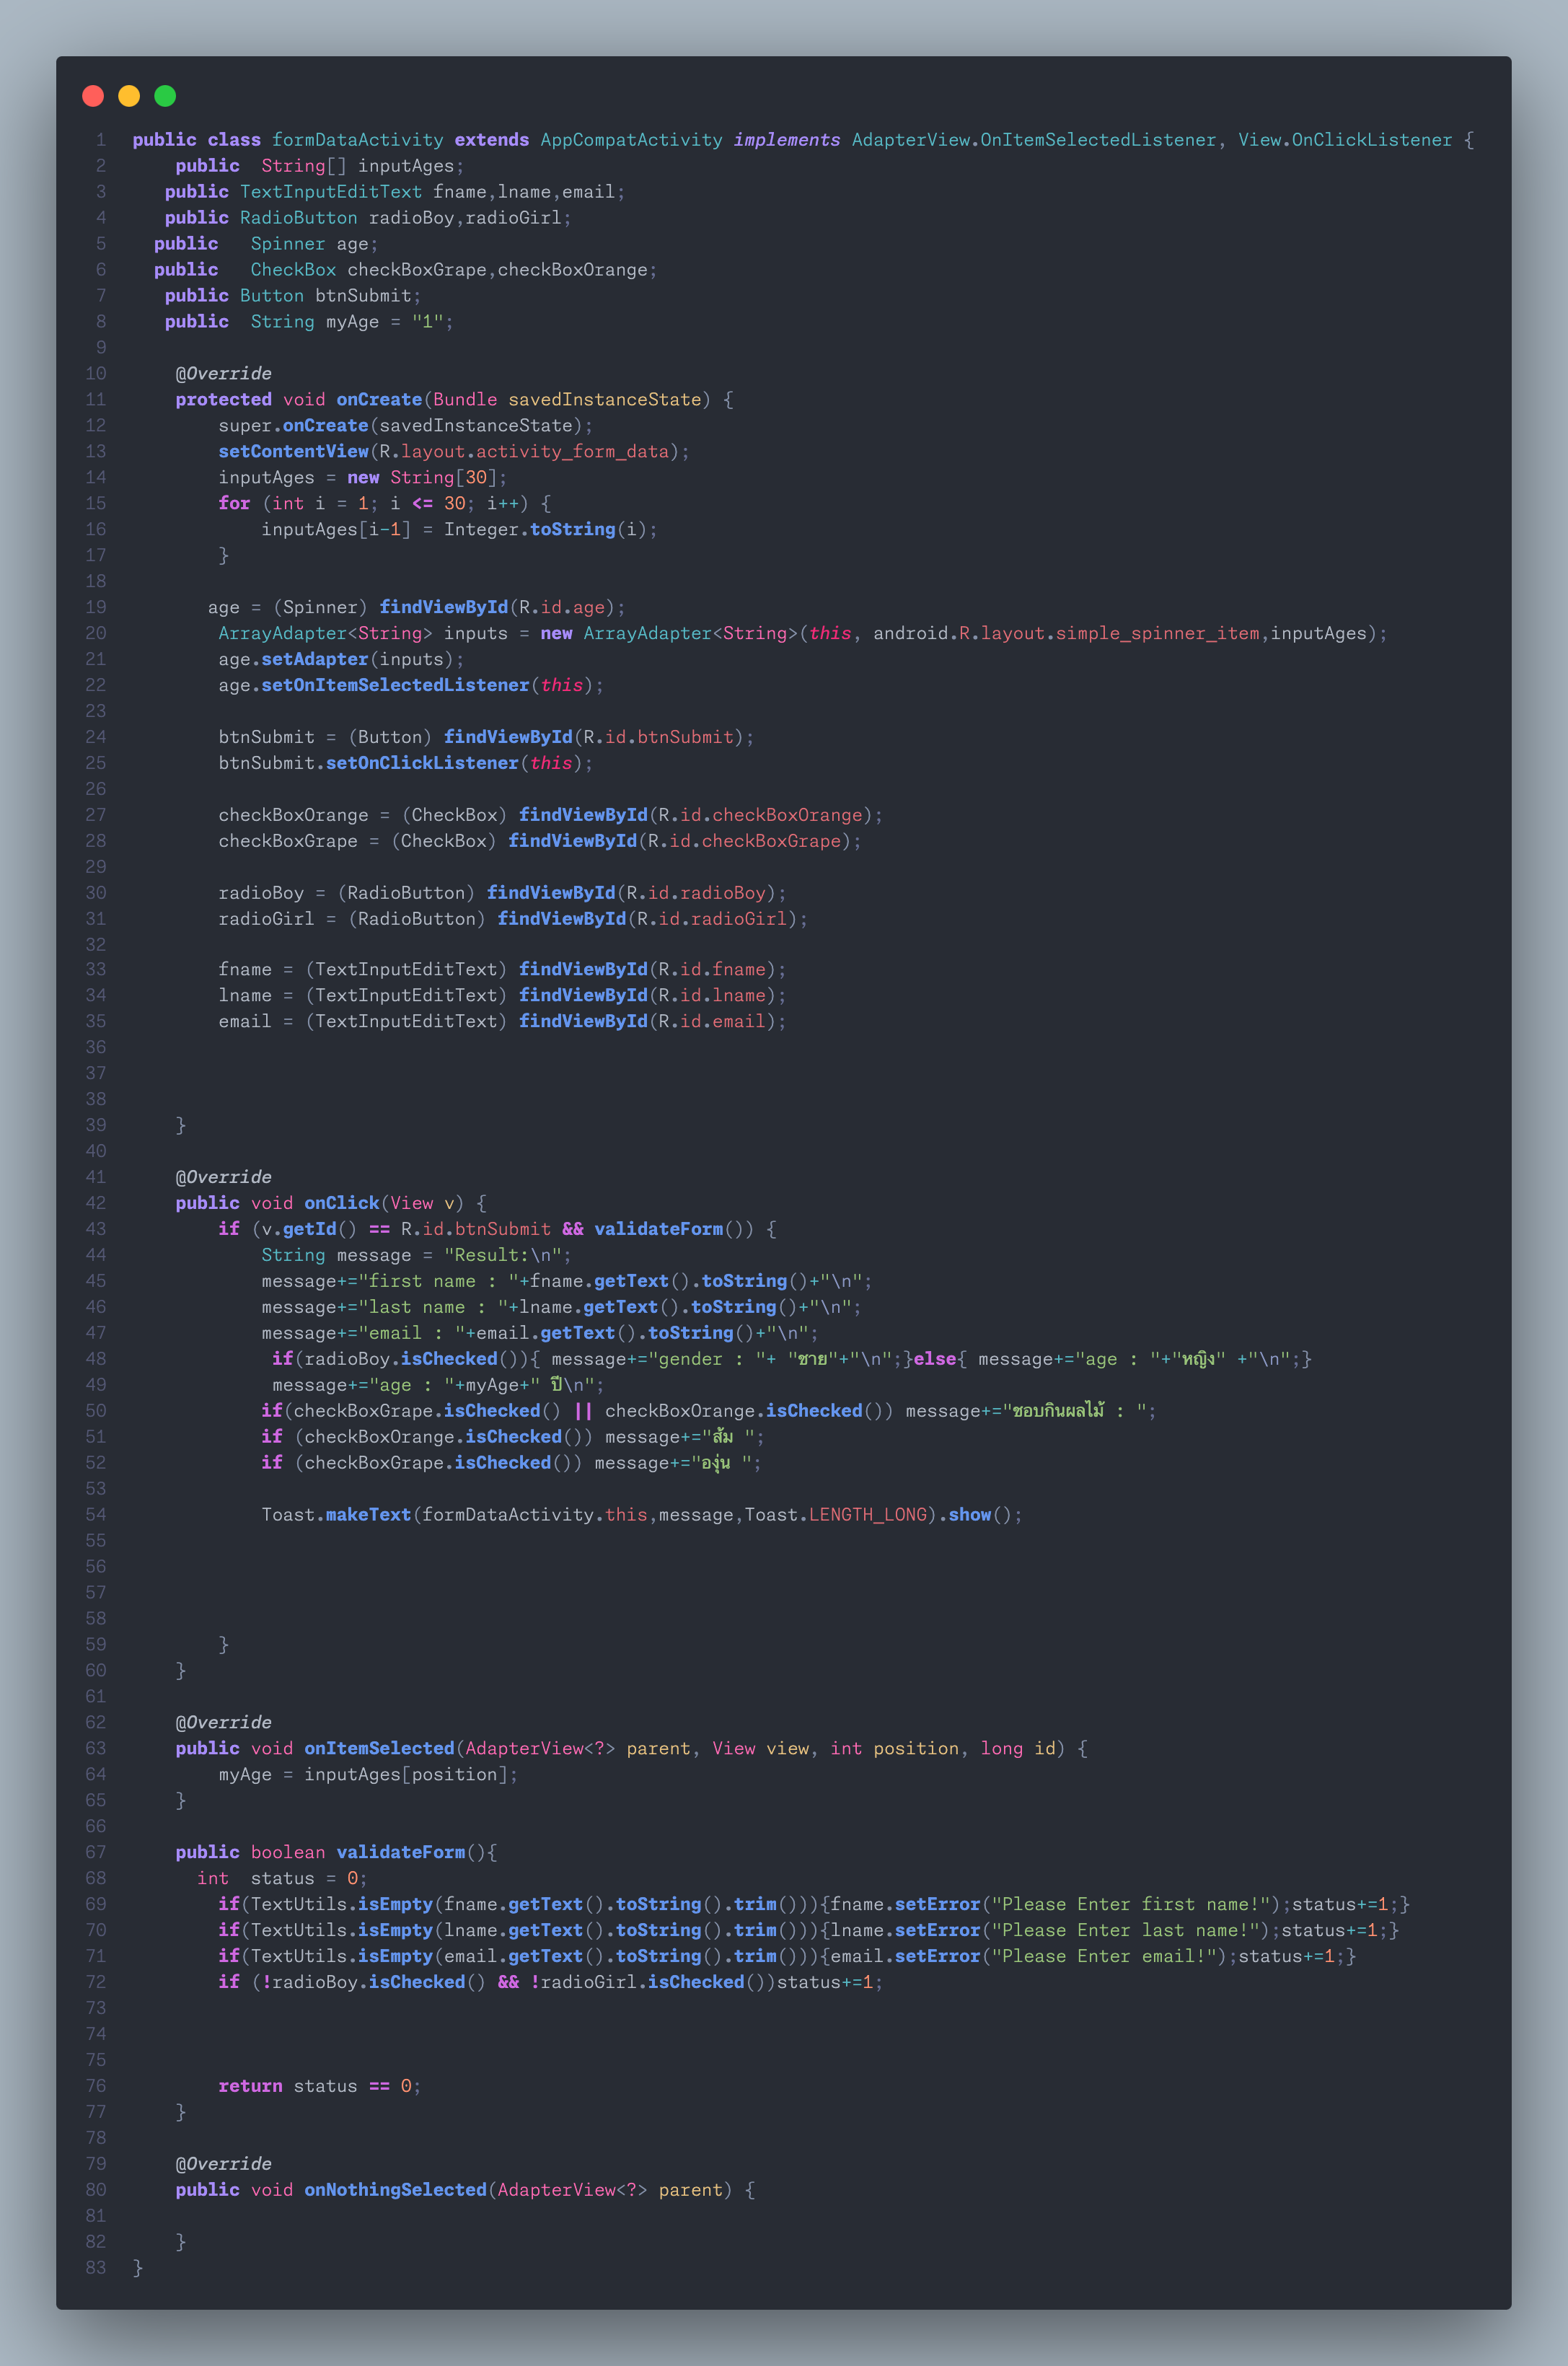 1 public class formDataActivity extends AppCompatActivity implements AdapterView.OnItemSelectedListener, View.OnClickListener {
2     public  String[] inputAges;
3    public TextInputEditText fname,lname,email;
4    public RadioButton radioBoy,radioGirl;
5   public   Spinner age;
6   public   CheckBox checkBoxGrape,checkBoxOrange;
7    public Button btnSubmit;
8    public  String myAge = "1";
9
10     @Override
11     protected void onCreate(Bundle savedInstanceState) {
12         super.onCreate(savedInstanceState);
13         setContentView(R.layout.activity_form_data);
14         inputAges = new String[30];
15         for (int i = 1; i <= 30; i++) {
16             inputAges[i-1] = Integer.toString(i);
17         }
18
19        age = (Spinner) findViewById(R.id.age);
20         ArrayAdapter<String> inputs = new ArrayAdapter<String>(this, android.R.layout.simple_spinner_item,inputAges);
21         age.setAdapter(inputs);
22         age.setOnItemSelectedListener(this);
23
24         btnSubmit = (Button) findViewById(R.id.btnSubmit);
25         btnSubmit.setOnClickListener(this);
26
27         checkBoxOrange = (CheckBox) findViewById(R.id.checkBoxOrange);
28         checkBoxGrape = (CheckBox) findViewById(R.id.checkBoxGrape);
29
30         radioBoy = (RadioButton) findViewById(R.id.radioBoy);
31         radioGirl = (RadioButton) findViewById(R.id.radioGirl);
32
33         fname = (TextInputEditText) findViewById(R.id.fname);
34         lname = (TextInputEditText) findViewById(R.id.lname);
35         email = (TextInputEditText) findViewById(R.id.email);
36
37
38
39     }
40
41     @Override
42     public void onClick(View v) {
43         if (v.getId() == R.id.btnSubmit && validateForm()) {
44             String message = "Result:\n";
45             message+="first name : "+fname.getText().toString()+"\n";
46             message+="last name : "+lname.getText().toString()+"\n";
47             message+="email : "+email.getText().toString()+"\n";
48              if(radioBoy.isChecked()){ message+="gender : "+ "ชาย"+"\n";}else{ message+="age : "+"หญิง" +"\n";}
49              message+="age : "+myAge+" ปี\n";
50             if(checkBoxGrape.isChecked() || checkBoxOrange.isChecked()) message+="ชอบกินผลไม้ : ";
51             if (checkBoxOrange.isChecked()) message+="ส้ม ";
52             if (checkBoxGrape.isChecked()) message+="องุ่น ";
53
54             Toast.makeText(formDataActivity.this,message,Toast.LENGTH_LONG).show();
55
56
57
58
59         }
60     }
61
62     @Override
63     public void onItemSelected(AdapterView<?> parent, View view, int position, long id) {
64         myAge = inputAges[position];
65     }
66
67     public boolean validateForm(){
68       int  status = 0;
69         if(TextUtils.isEmpty(fname.getText().toString().trim())){fname.setError("Please Enter first name!");status+=1;}
70         if(TextUtils.isEmpty(lname.getText().toString().trim())){lname.setError("Please Enter last name!");status+=1;}
71         if(TextUtils.isEmpty(email.getText().toString().trim())){email.setError("Please Enter email!");status+=1;}
72         if (!radioBoy.isChecked() && !radioGirl.isChecked())status+=1;
73
74
75
76         return status == 0;
77     }
78
79     @Override
80     public void onNothingSelected(AdapterView<?> parent) {
81
82     }
83 }